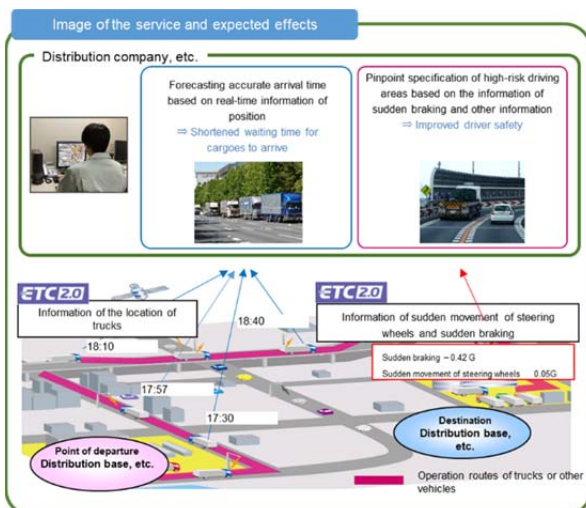 Image of the service and expected effects
Distribution company, etc.
Forecasting accurate arrival time
based on real-time information of
position
⇒ Shortened waiting time for
cargoes to arrive
Pinpoint specification of high-risk driving
areas based on the information of
sudden braking and other information
⇒ Improved driver safety
ETC2.0
Information of the location of
trucks
ETC2.0
Information of sudden movement of steering
wheels and sudden braking
Sudden braking －0.42 G
Sudden movement of steering wheels 0.05G
18:40
18:10
17:57
17:30
Point of departure
Distribution base, etc.
Destination
Distribution base,
etc.
Operation routes of trucks or other
vehicles